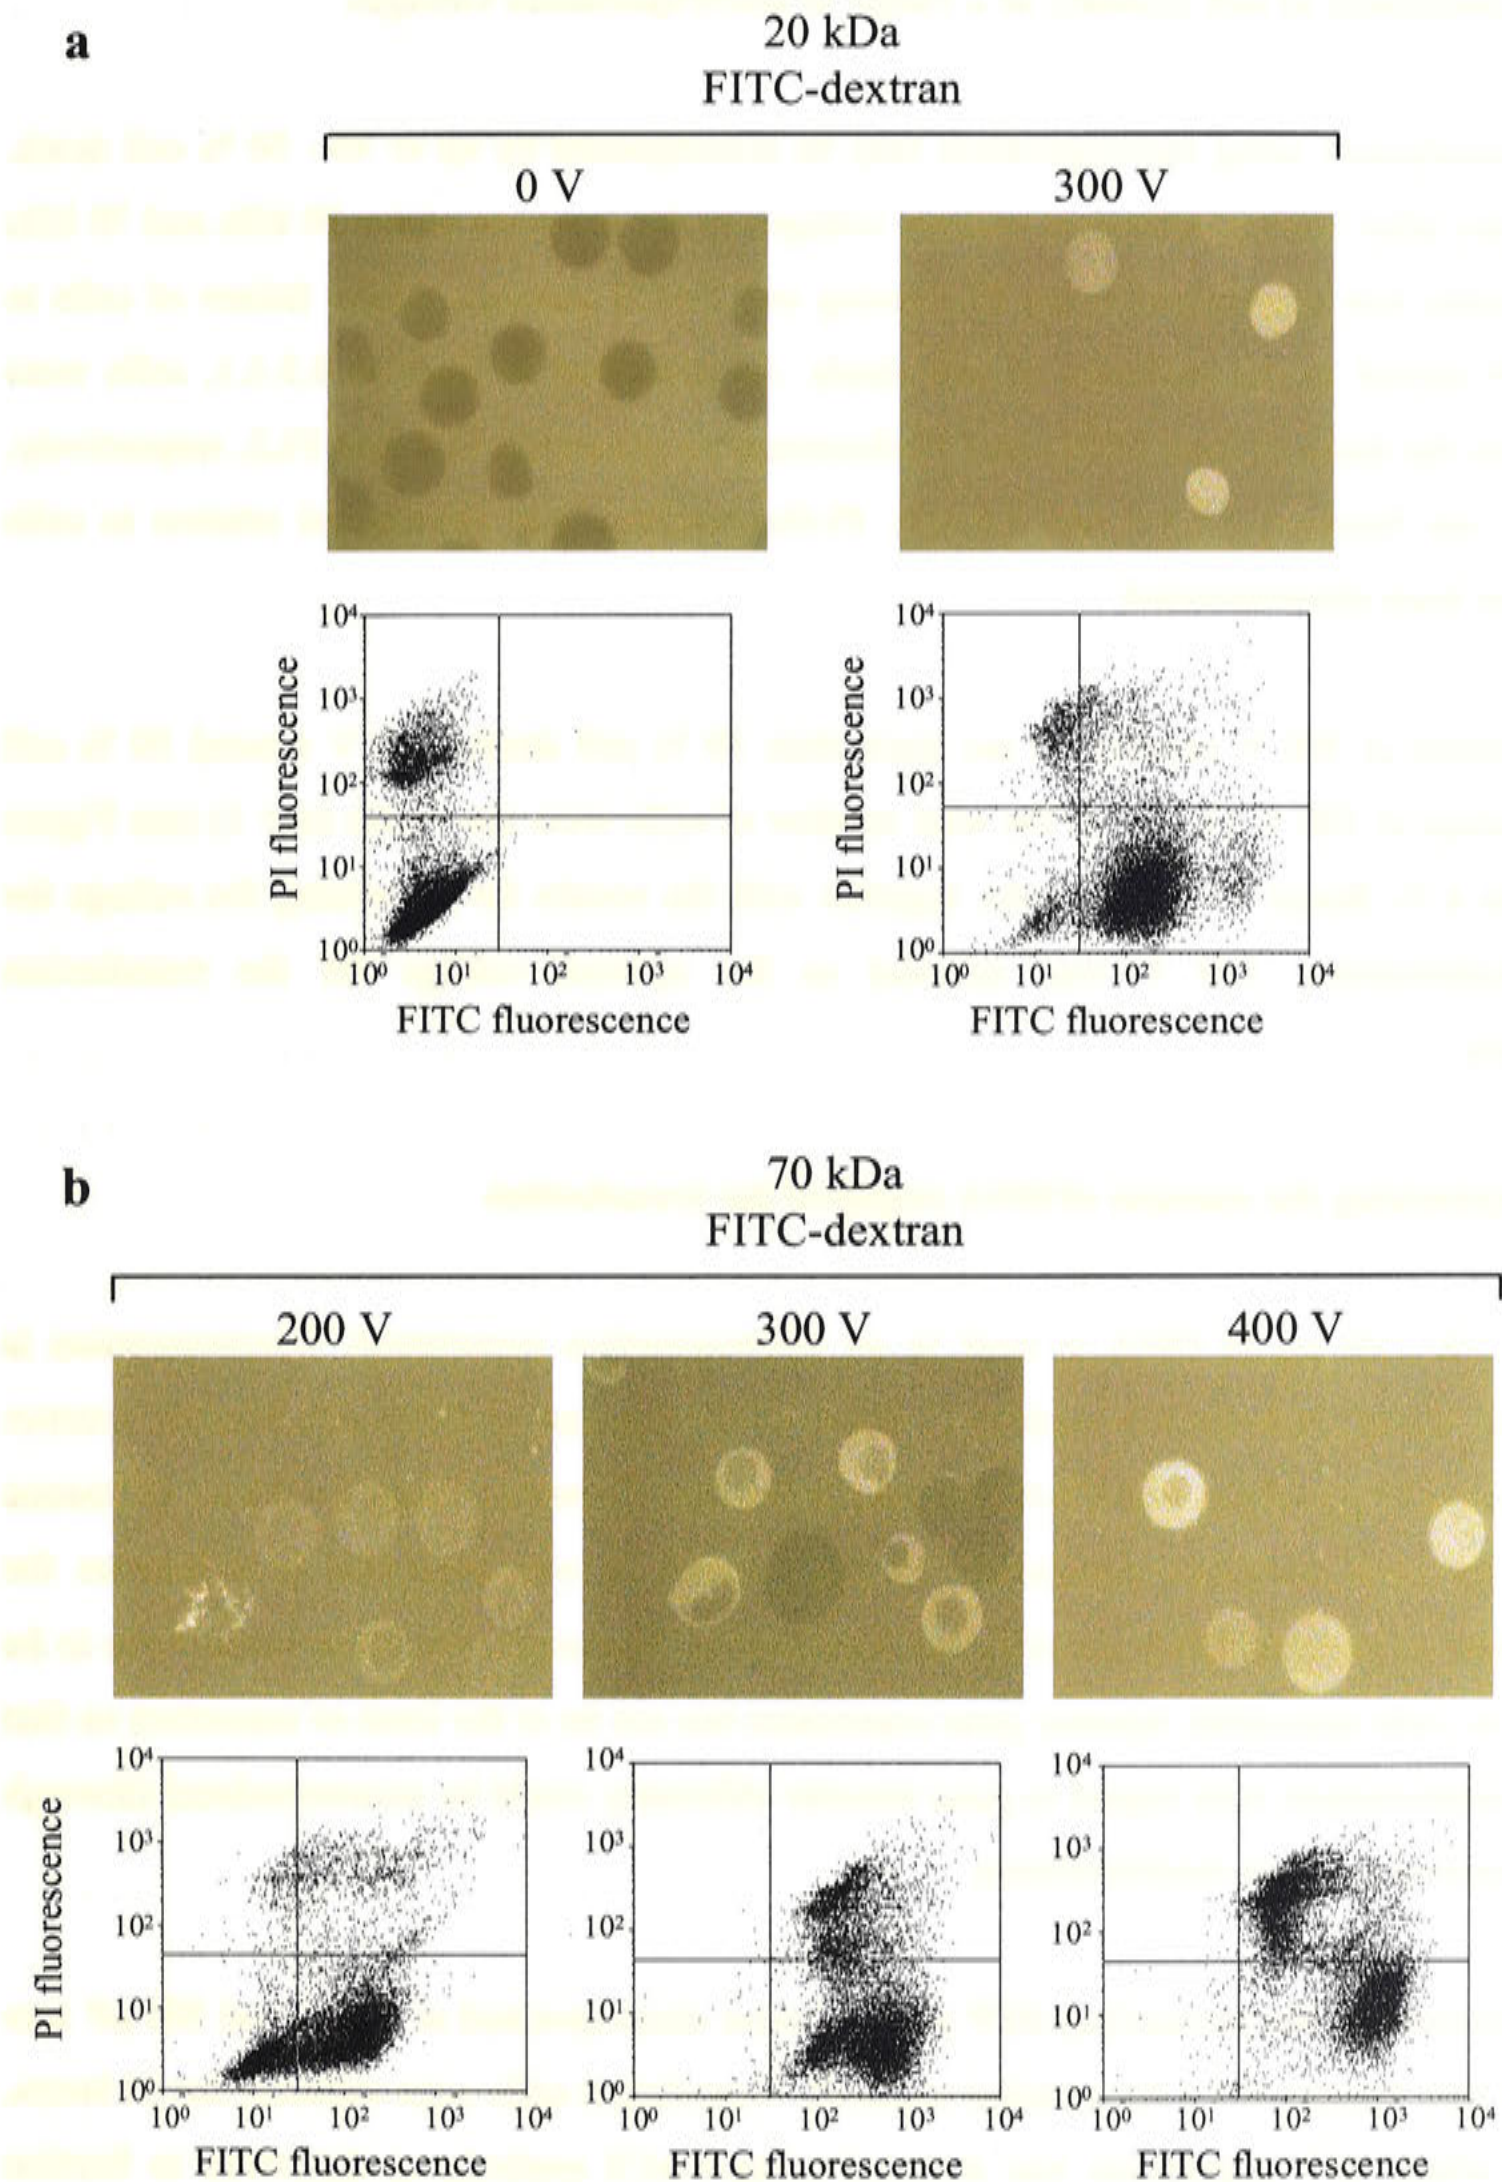 a
20 kDa
FITC-dextran
0 V 300 V
10⁴ 10⁴
PI fluorescence PI fluorescence
10³ 10³
10² 10²
10¹ 10¹
10⁰ 10⁰
10⁰ 10¹ 10² 10³ 10⁴ 10⁰ 10¹ 10² 10³ 10⁴
FITC fluorescence FITC fluorescence
b
70 kDa
FITC-dextran
200 V 300 V 400 V
10⁴ 10⁴ 10⁴
PI fluorescence
10³ 10³ 10³
10² 10² 10²
10¹ 10¹ 10¹
10⁰ 10⁰ 10⁰
10⁰ 10¹ 10² 10³ 10⁴ 10⁰ 10¹ 10² 10³ 10⁴ 10⁰ 10¹ 10² 10³ 10⁴
FITC fluorescence FITC fluorescence FITC fluorescence